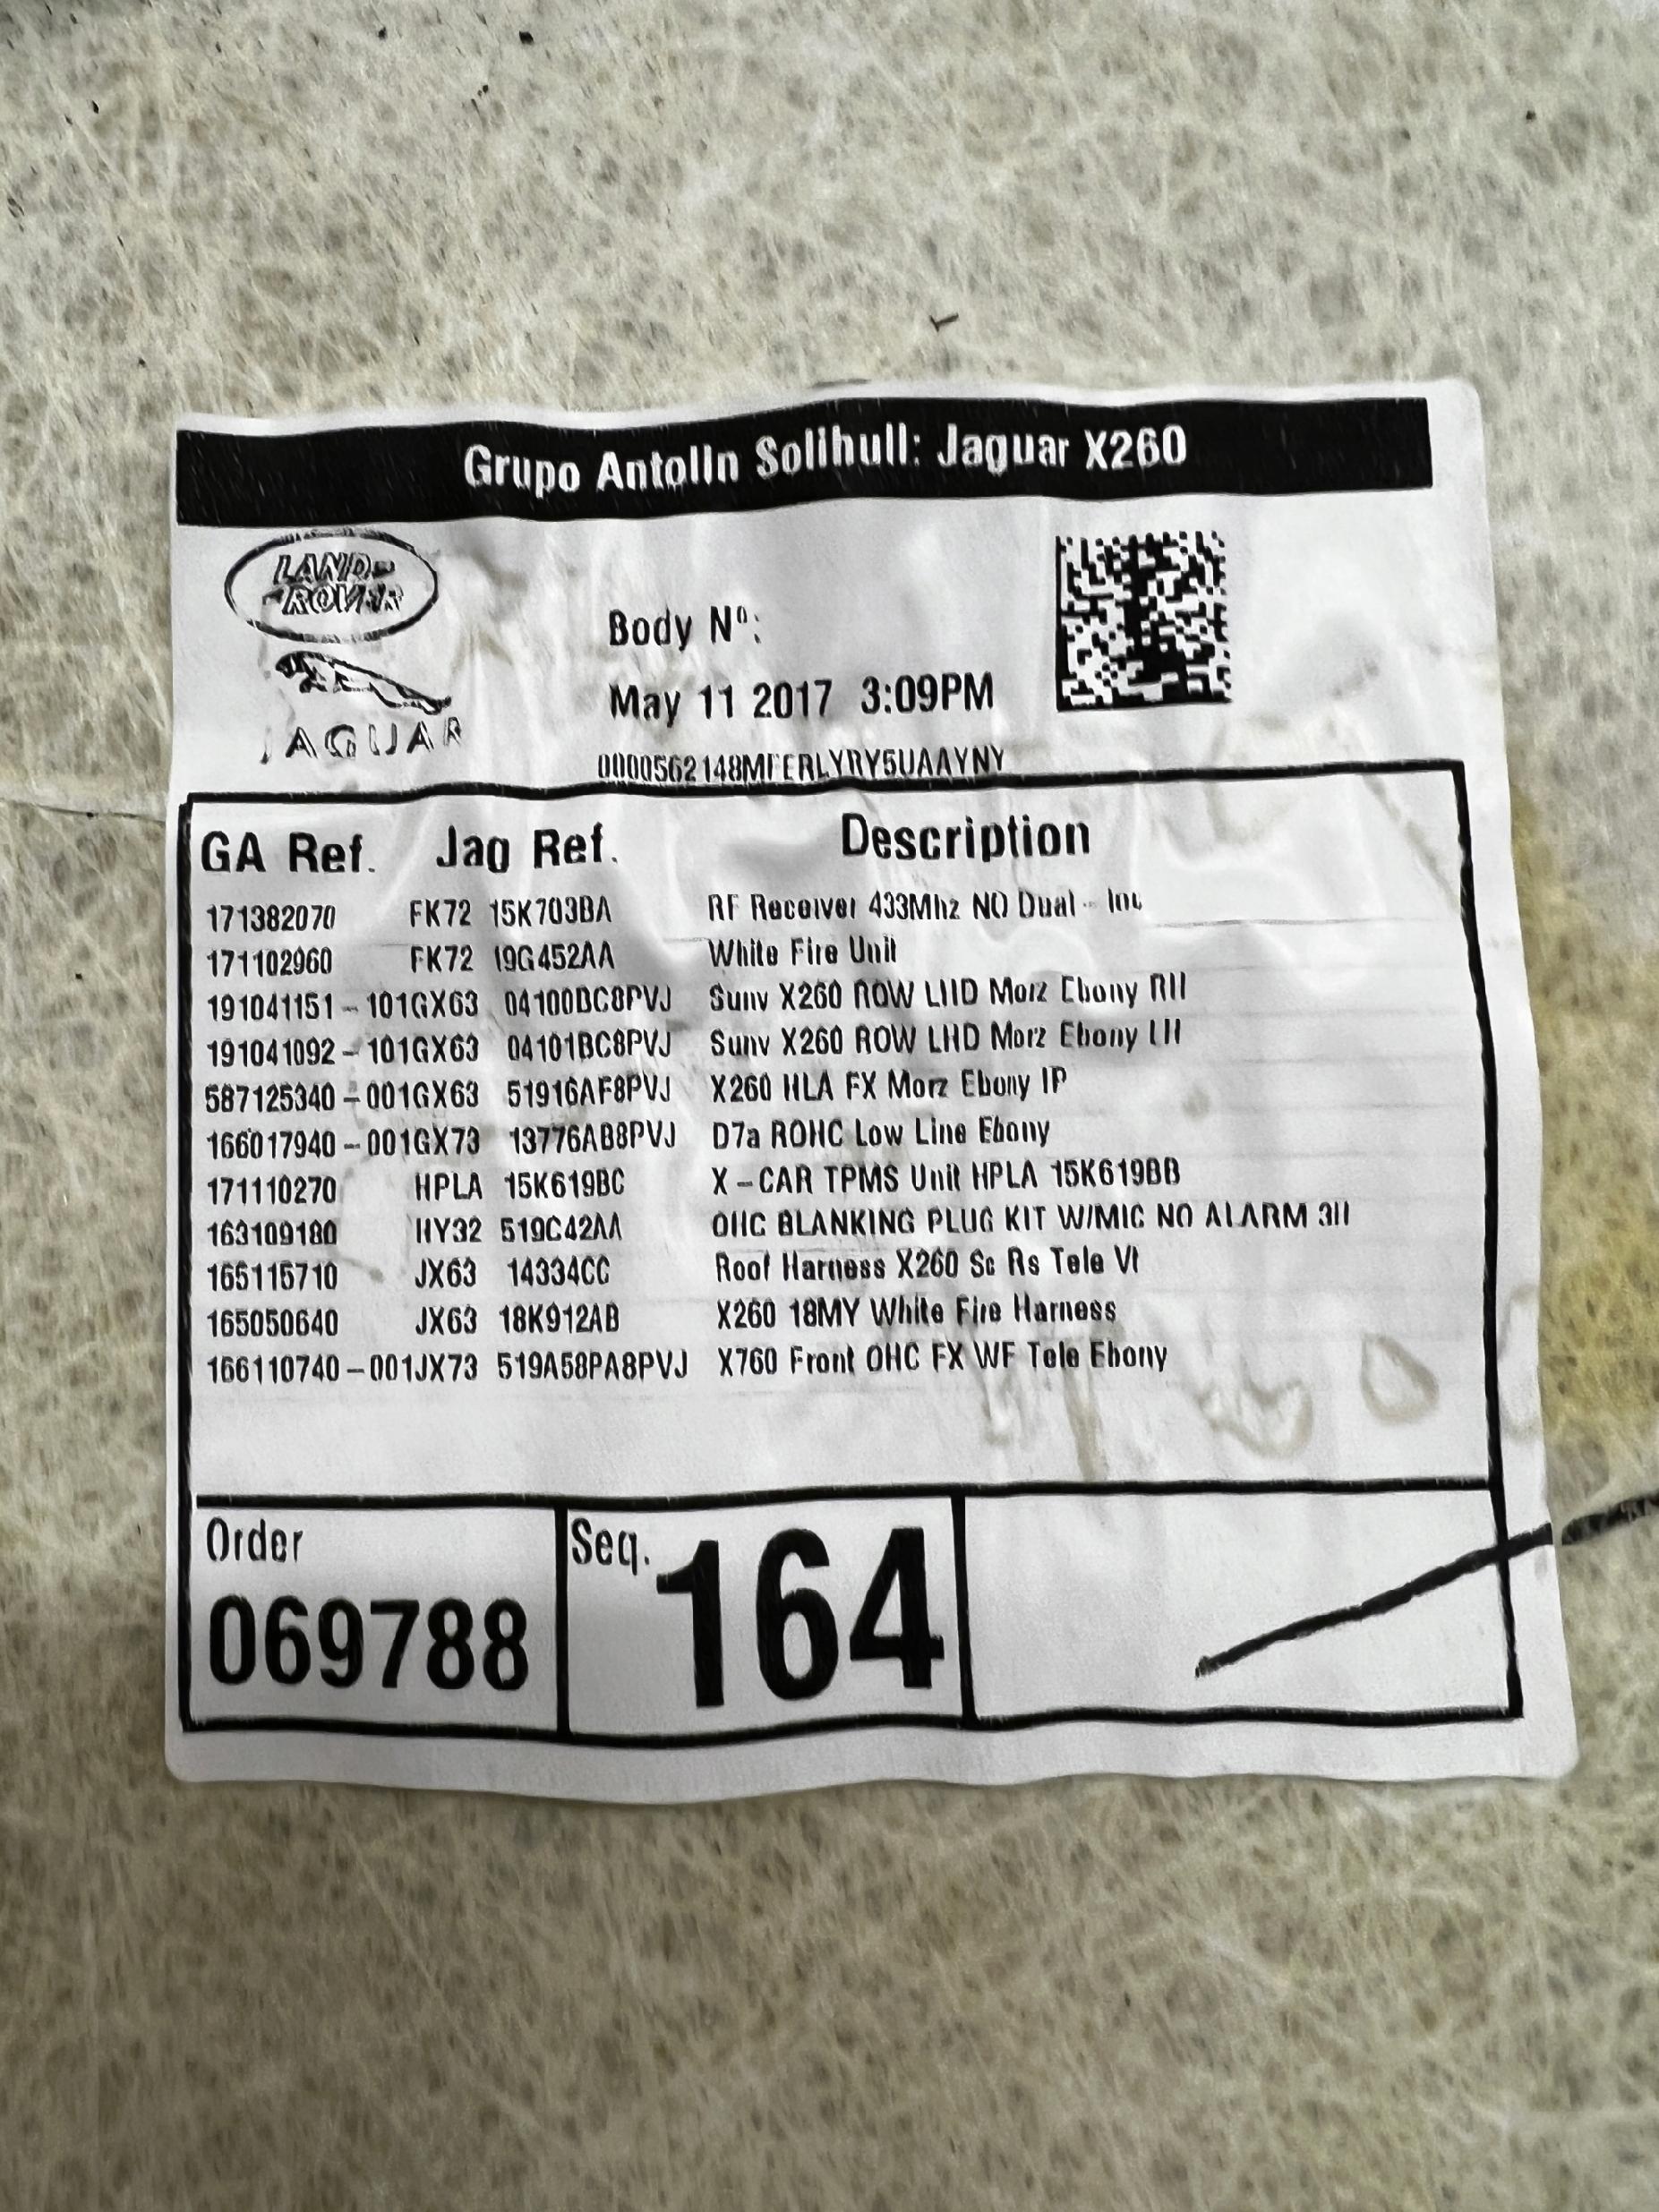 Grupo Antolin Solihull: Jaguar X260
LAND-
ROVER
JAGUAR
Body Nº:
May 11 2017 3:09PM
GA Ref. Jag Ref. Description
171382070 FK72 15K703BA RF Receiver 433Mhz NO Dual -
171102960 FK72 19G452AA White Fire Unit
191041151-101GX63 04100BC8PVJ Sunv X260 ROW LHD Morz Ebony RH
191041092-101GX63 04101BC8PVJ Sunv X260 ROW LHD Morz Ebony LH
587125340-001GX63 51916AF8PVJ X260 HLA FX Morz Ebony IP
166017940-001GX73 13776AB8PVJ D7a ROHC Low Line Ebony
171110270 HPLA 15K619BC X-CAR TPMS Unit HPLA 15K619BB
163109180 HY32 519C42AA OHC BLANKING PLUG KIT W/MIC NO ALARM 3H
165115710 JX63 14334CC Roof Harness X260 Sc Rs Tele
165050640 JX63 18K912AB X260 18MY White Fire Harness
166110740-001JX73 519A58PA8PVJ X760 Front OHC FX WF Tele Ebony
Order
069788
Seq. 164